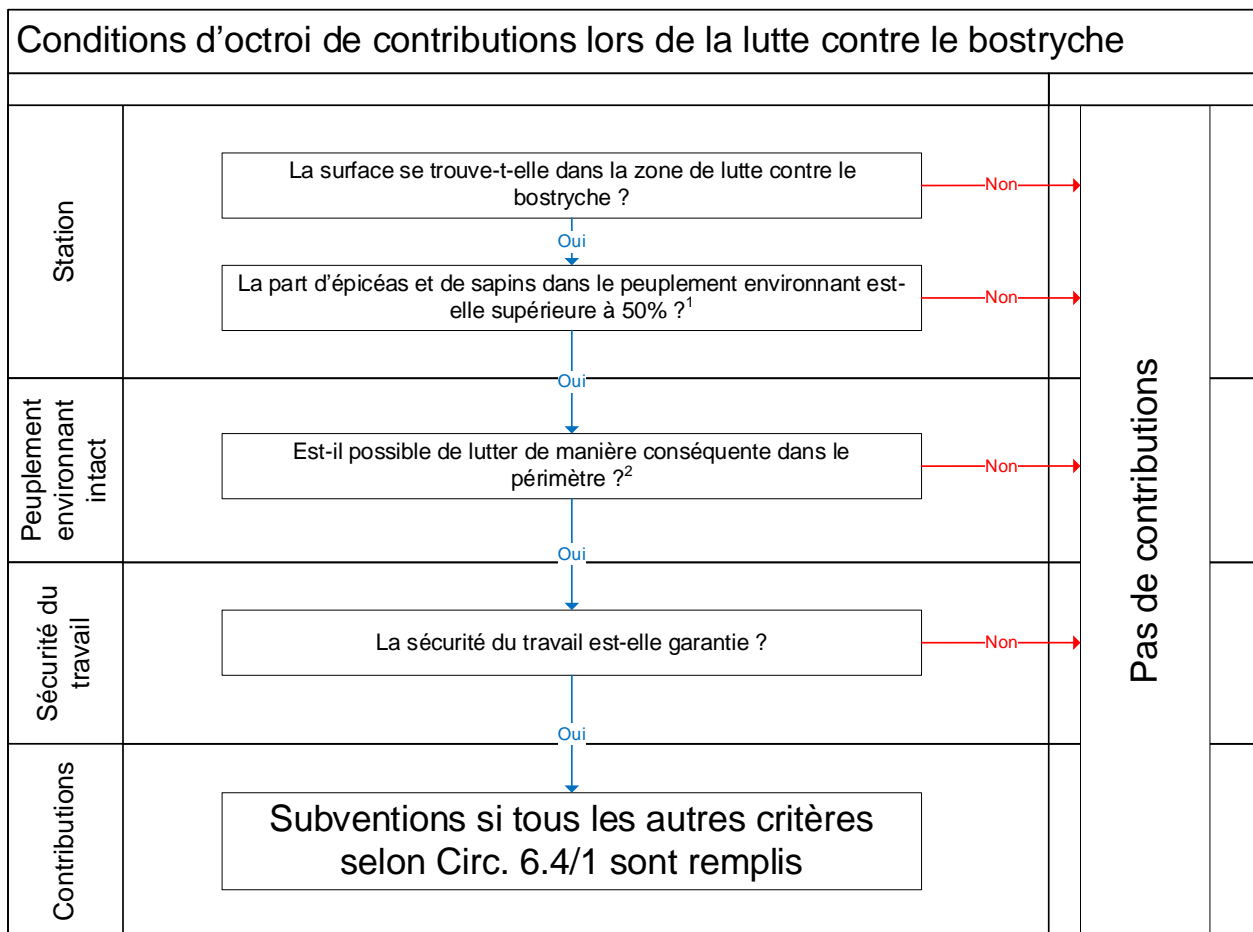 Conditions d'octroi de contributions lors de la lutte contre le bostryche
Station
La surface se trouve-t-elle dans la zone de lutte contre le
bostryche ?
Non
Oui
La part d'épicéas et de sapins dans le peuplement environnant est-
elle supérieure à 50% ?1
Non
Oui
Peuplement
environnant
intact
Est-il possible de lutter de manière conséquente dans le
périmètre ?2
Non
Oui
Sécurité du
travail
La sécurité du travail est-elle garantie ?
Non
Oui
Contributions
Subventions si tous les autres critères
selon Circ. 6.4/1 sont remplis
Pas de contributions